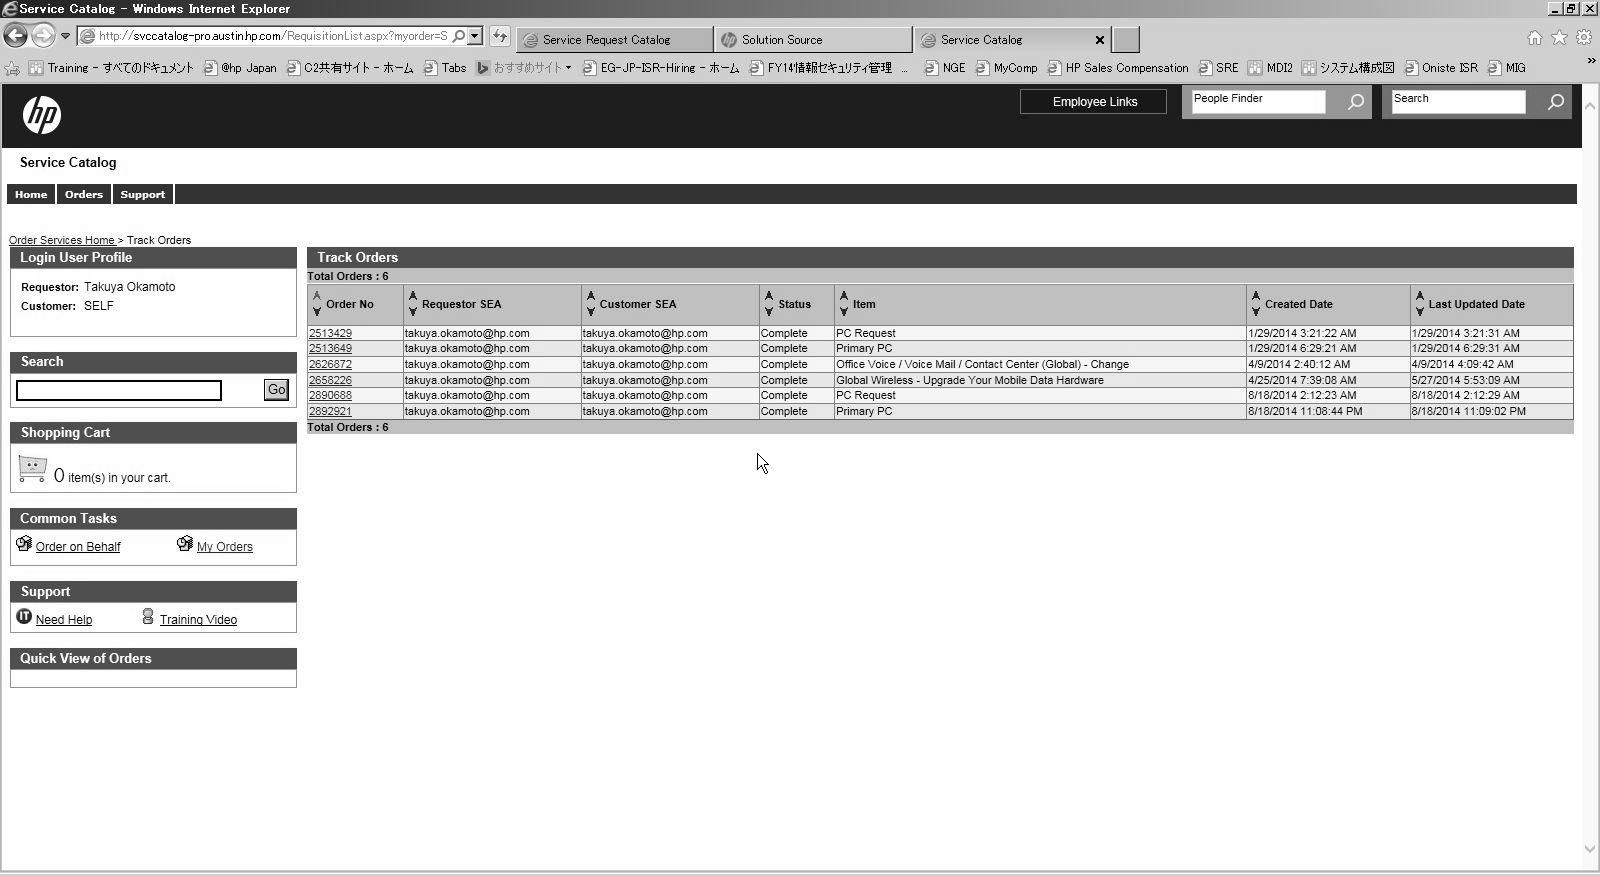 Service Catalog - Windows Internet Explorer
http://svccatalog-pro.austin.hp.com/RequisitionList.aspx?myorder=S
Service Request Catalog
Solution Source
Service Catalog
Training - すべてのドキュメント @hp Japan C2共有サイト - ホーム Tabs おすすめサイト EG-JP-ISR-Hiring - ホーム FY14情報セキュリティ管理 ... NGE MyComp HP Sales Compensation SRE MDI2 システム構成図 Oniste ISR MIG
hp
Employee Links
People Finder
Search
Service Catalog
Home Orders Support
Order Services Home > Track Orders
Login User Profile
Requestor: Takuya Okamoto
Customer: SELF
Search
Go
Shopping Cart
0 item(s) in your cart.
Common Tasks
Order on Behalf My Orders
Support
IT Need Help Training Video
Quick View of Orders
Track Orders
Total Orders : 6
Order No Requestor SEA Customer SEA Status Item Created Date Last Updated Date
2513429 takuya.okamoto@hp.com takuya.okamoto@hp.com Complete PC Request 1/29/2014 3:21:22 AM 1/29/2014 3:21:31 AM
2513649 takuya.okamoto@hp.com takuya.okamoto@hp.com Complete Primary PC 1/29/2014 6:29:21 AM 1/29/2014 6:29:31 AM
2626872 takuya.okamoto@hp.com takuya.okamoto@hp.com Complete Office Voice / Voice Mail / Contact Center (Global) - Change 4/9/2014 2:40:12 AM 4/9/2014 4:09:42 AM
2658226 takuya.okamoto@hp.com takuya.okamoto@hp.com Complete Global Wireless - Upgrade Your Mobile Data Hardware 4/25/2014 7:39:08 AM 5/27/2014 5:53:09 AM
2890688 takuya.okamoto@hp.com takuya.okamoto@hp.com Complete PC Request 8/18/2014 2:12:23 AM 8/18/2014 2:12:29 AM
2892921 takuya.okamoto@hp.com takuya.okamoto@hp.com Complete Primary PC 8/18/2014 11:08:44 PM 8/18/2014 11:09:02 PM
Total Orders : 6